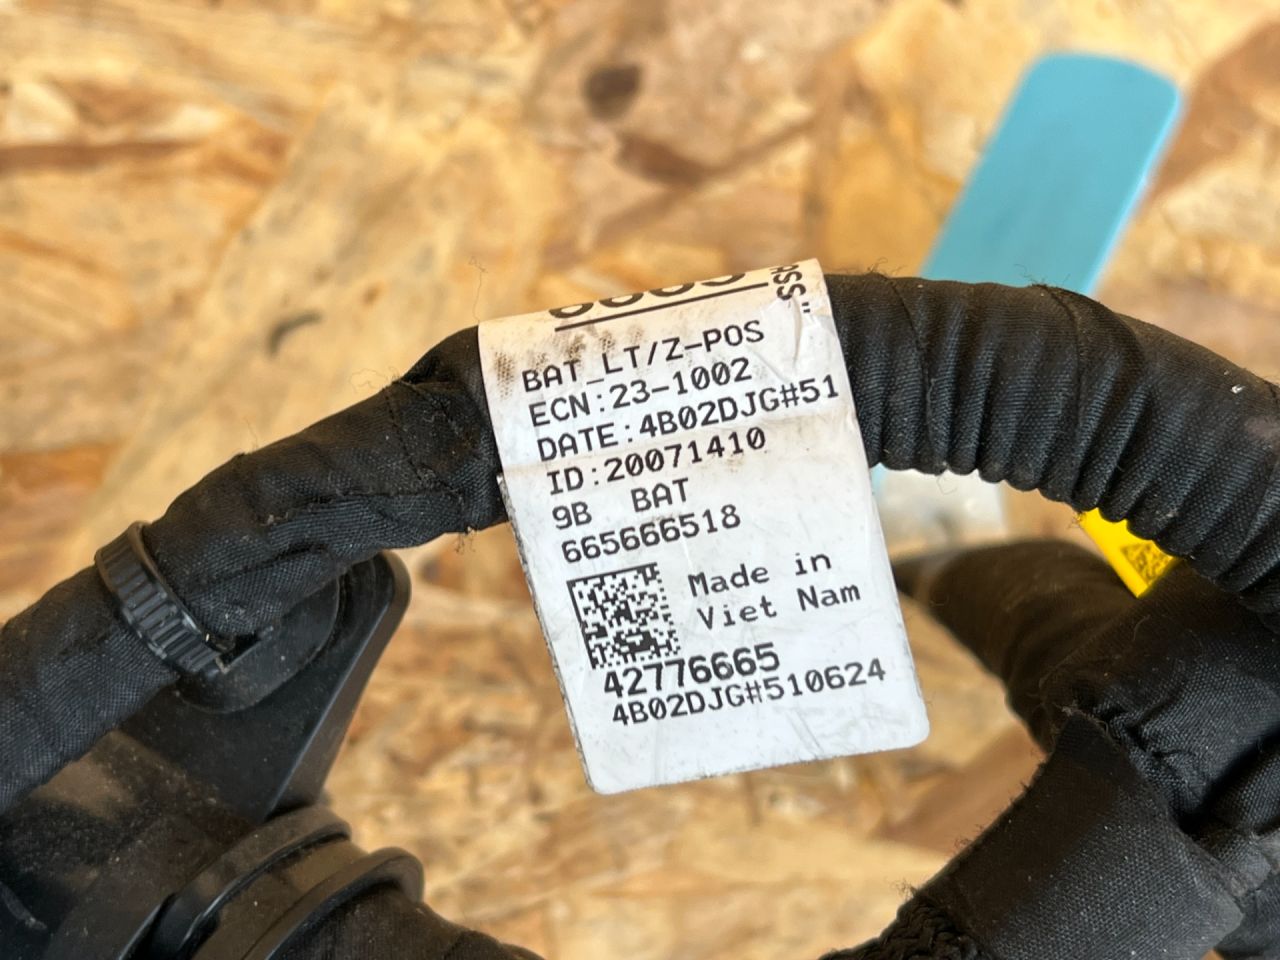 ASS"
BAT_LT/Z-POS
ECN:23-1002
DATE:4B02DJG#51
ID:20071410
9B BAT
665666518
Made in
Viet Nam
42776665
4B02DJG#510624